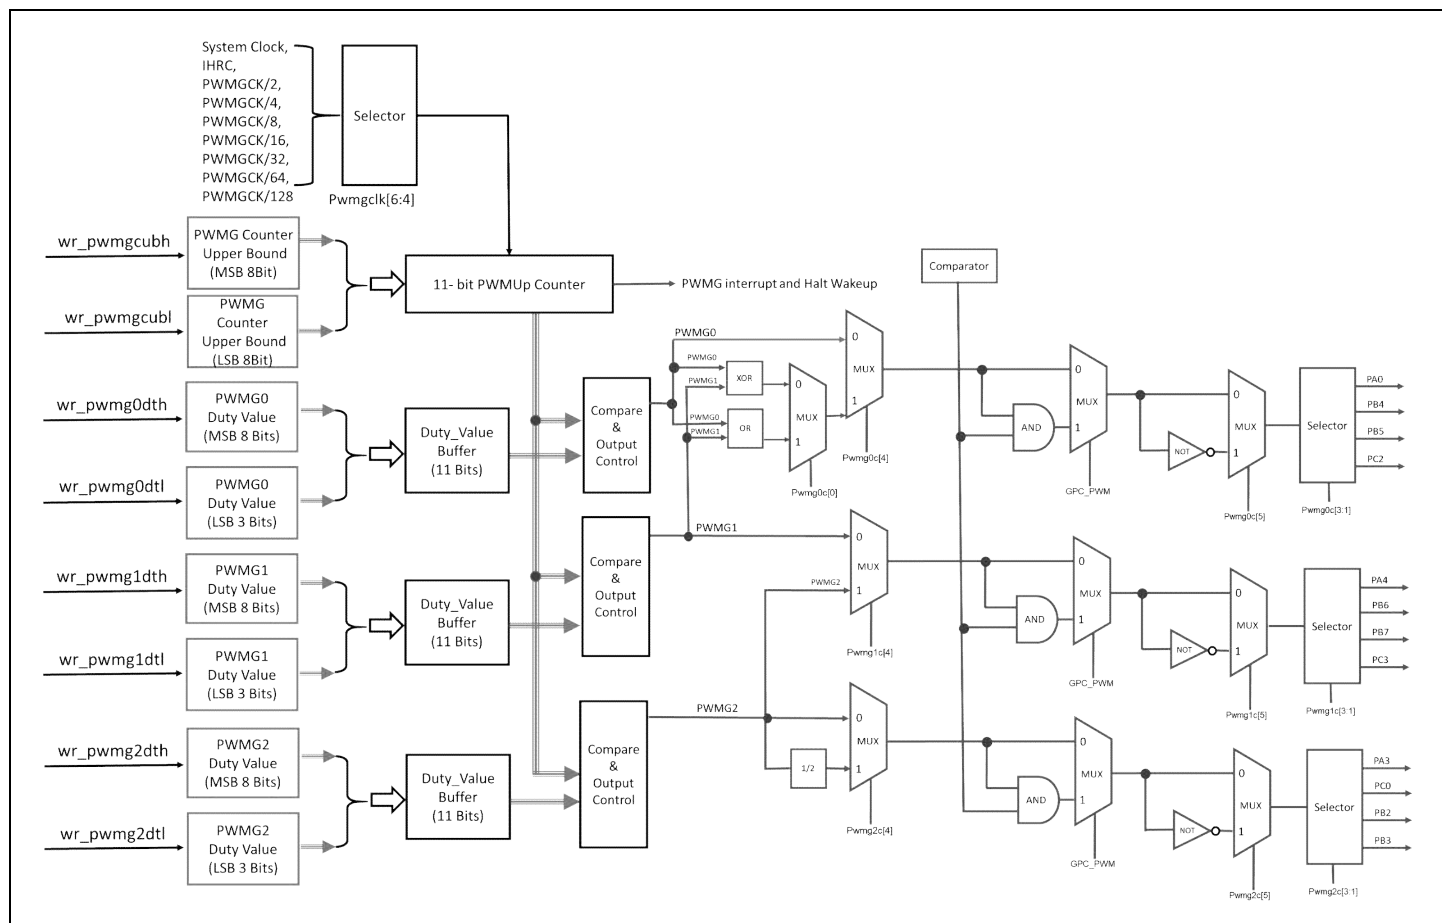 System Clock,
IHRC,
PWMGCK/2,
PWMGCK/4,
PWMGCK/8,
PWMGCK/16,
PWMGCK/32,
PWMGCK/64,
PWMGCK/128
Selector
Pwmgclk[6:4]
wr_pwmgcubh
PWMG Counter
Upper Bound
(MSB 8Bit)
wr_pwmgcubl
PWMG
Counter
Upper Bound
(LSB 8Bit)
11- bit PWMUp Counter
PWMG interrupt and Halt Wakeup
Comparator
wr_pwmg0dth
PWMG0
Duty Value
(MSB 8 Bits)
wr_pwmg0dtl
PWMG0
Duty Value
(LSB 3 Bits)
Duty_Value
Buffer
(11 Bits)
Compare
&
Output
Control
PWMG0
PWMG0
PWMG1
XOR
PWMG0
PWMG1
OR
0
MUX
1
Pwmg0c[0]
0
MUX
1
Pwmg0c[4]
AND
0
MUX
1
GPC_PWM
NOT
0
MUX
1
Pwmg0c[5]
Selector
Pwmg0c[3:1]
PA0
PB4
PB5
PC2
wr_pwmg1dth
PWMG1
Duty Value
(MSB 8 Bits)
wr_pwmg1dtl
PWMG1
Duty Value
(LSB 3 Bits)
Duty_Value
Buffer
(11 Bits)
Compare
&
Output
Control
PWMG1
PWMG2
0
MUX
1
Pwmg1c[4]
AND
0
MUX
1
GPC_PWM
NOT
0
MUX
1
Pwmg1c[5]
Selector
Pwmg1c[3:1]
PA4
PB6
PB7
PC3
wr_pwmg2dth
PWMG2
Duty Value
(MSB 8 Bits)
wr_pwmg2dtl
PWMG2
Duty Value
(LSB 3 Bits)
Duty_Value
Buffer
(11 Bits)
Compare
&
Output
Control
PWMG2
1/2
0
MUX
1
Pwmg2c[4]
AND
0
MUX
1
GPC_PWM
NOT
0
MUX
1
Pwmg2c[5]
Selector
Pwmg2c[3:1]
PA3
PC0
PB2
PB3